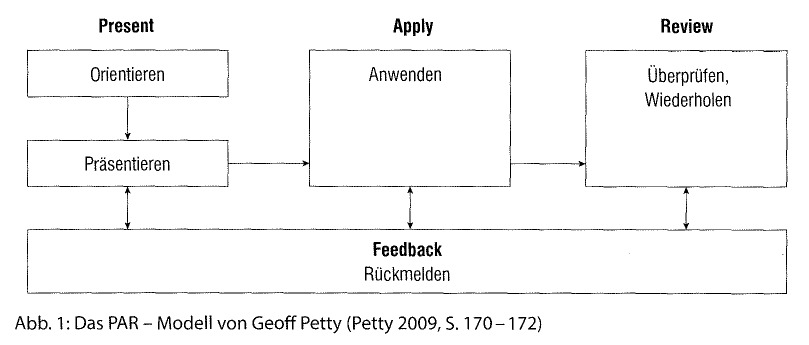 Present
Apply
Review
Orientieren
Anwenden
Überprüfen,
Wiederholen
Präsentieren
Feedback
Rückmelden
Abb. 1: Das PAR – Modell von Geoff Petty (Petty 2009, S. 170 – 172)